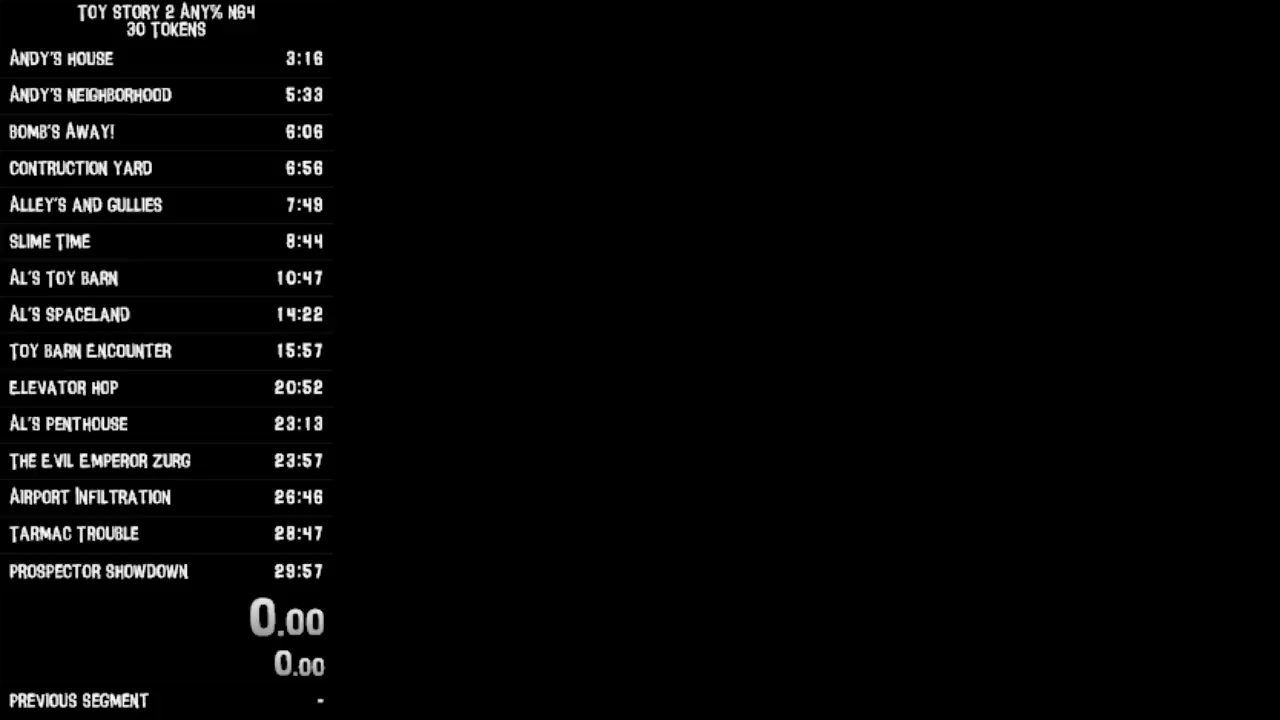 Toy Story 2 Any% N64
30 Tokens
Andy's House 3:16
Andy's Neighborhood 5:33
Bomb's Away! 6:06
Contruction Yard 6:56
Alley's and Gullies 7:49
Slime Time 8:44
Al's Toy Barn 10:47
Al's Spaceland 14:22
Toy Barn Encounter 15:57
Elevator Hop 20:52
Al's Penthouse 23:13
The Evil Emperor Zurg 23:57
Airport Infiltration 26:46
Tarmac Trouble 28:47
Prospector Showdown 29:57
0.00
0.00
Previous Segment -